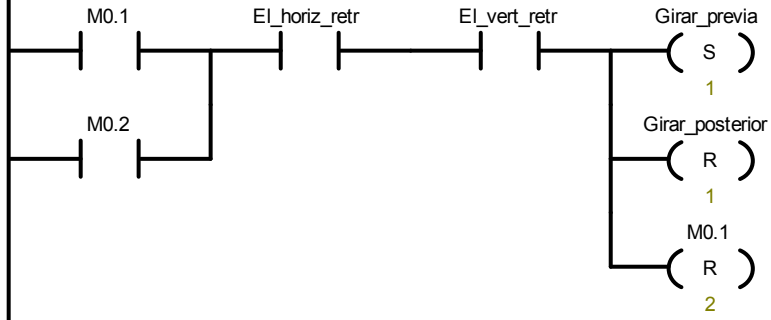 M0.1 El_horiz_retr El_vert_retr Girar_previa
S
1
M0.2 Girar_posterior
R
1
M0.1
R
2